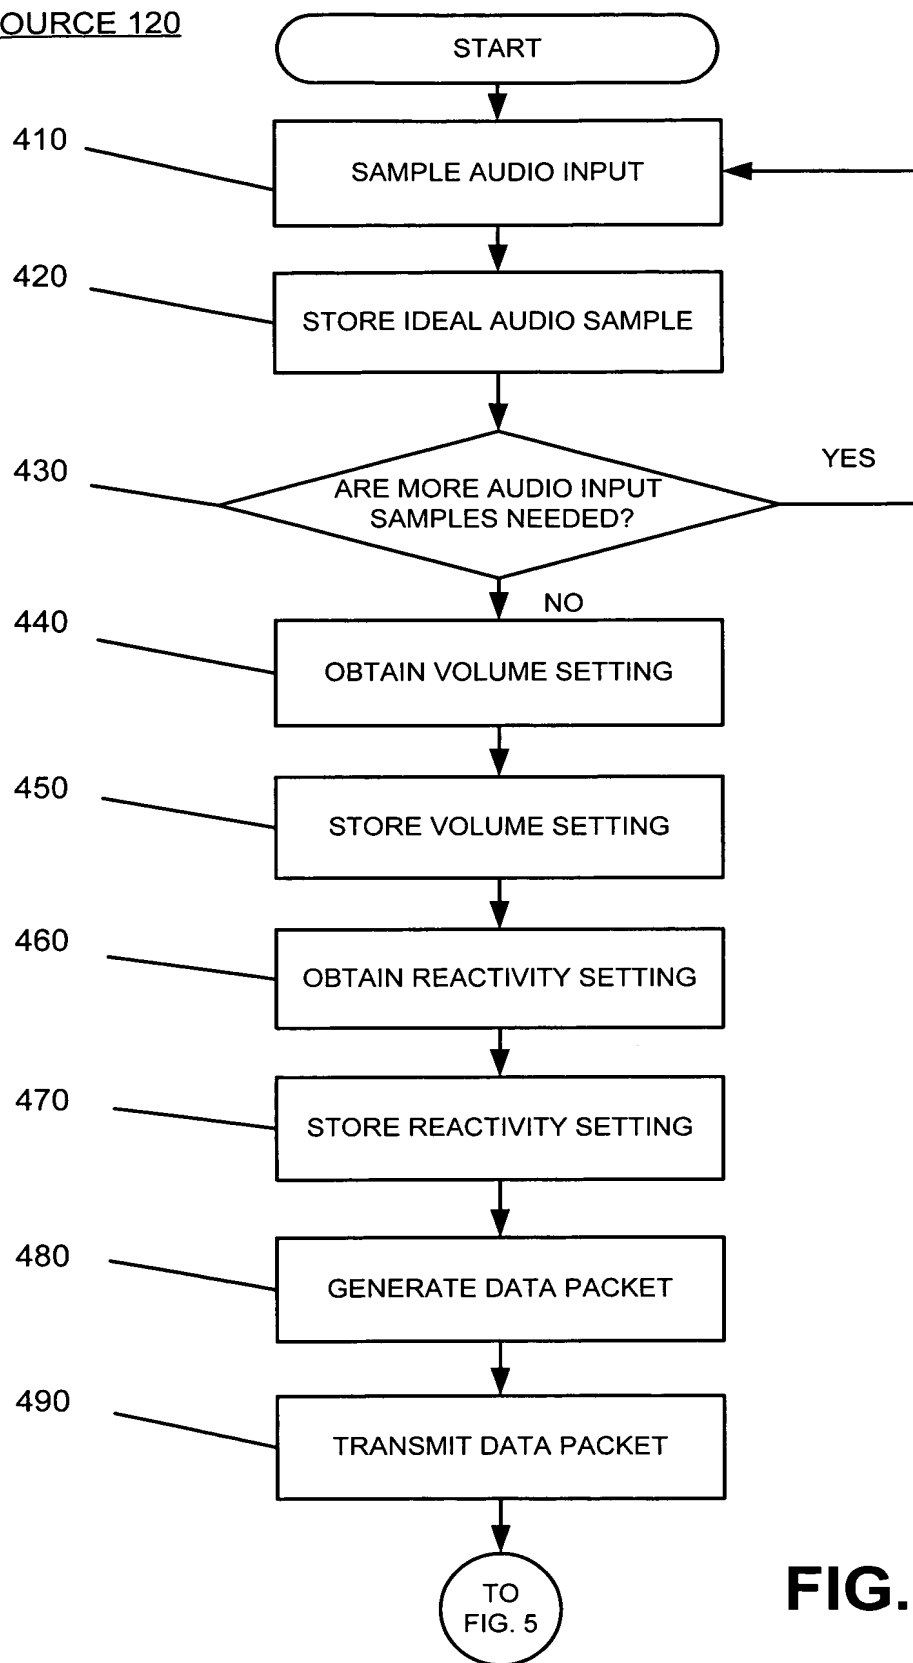 OURCE 120
START
410
SAMPLE AUDIO INPUT
420
STORE IDEAL AUDIO SAMPLE
430
ARE MORE AUDIO INPUT
SAMPLES NEEDED?
YES
NO
440
OBTAIN VOLUME SETTING
450
STORE VOLUME SETTING
460
OBTAIN REACTIVITY SETTING
470
STORE REACTIVITY SETTING
480
GENERATE DATA PACKET
490
TRANSMIT DATA PACKET
TO
FIG. 5
FIG.